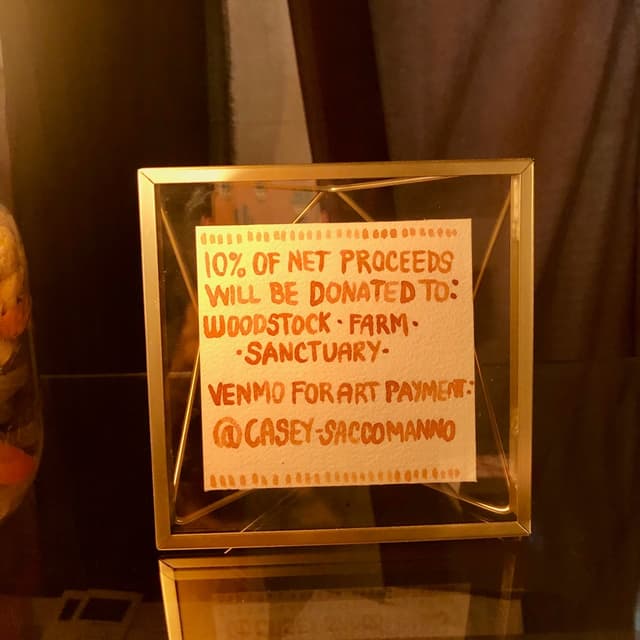 10% OF NET PROCEEDS
WILL BE DONATED TO:
WOODSTOCK · FARM ·
· SANCTUARY ·
VENMO FOR ART PAYMENT:
@CASEY-SACCOMANNO